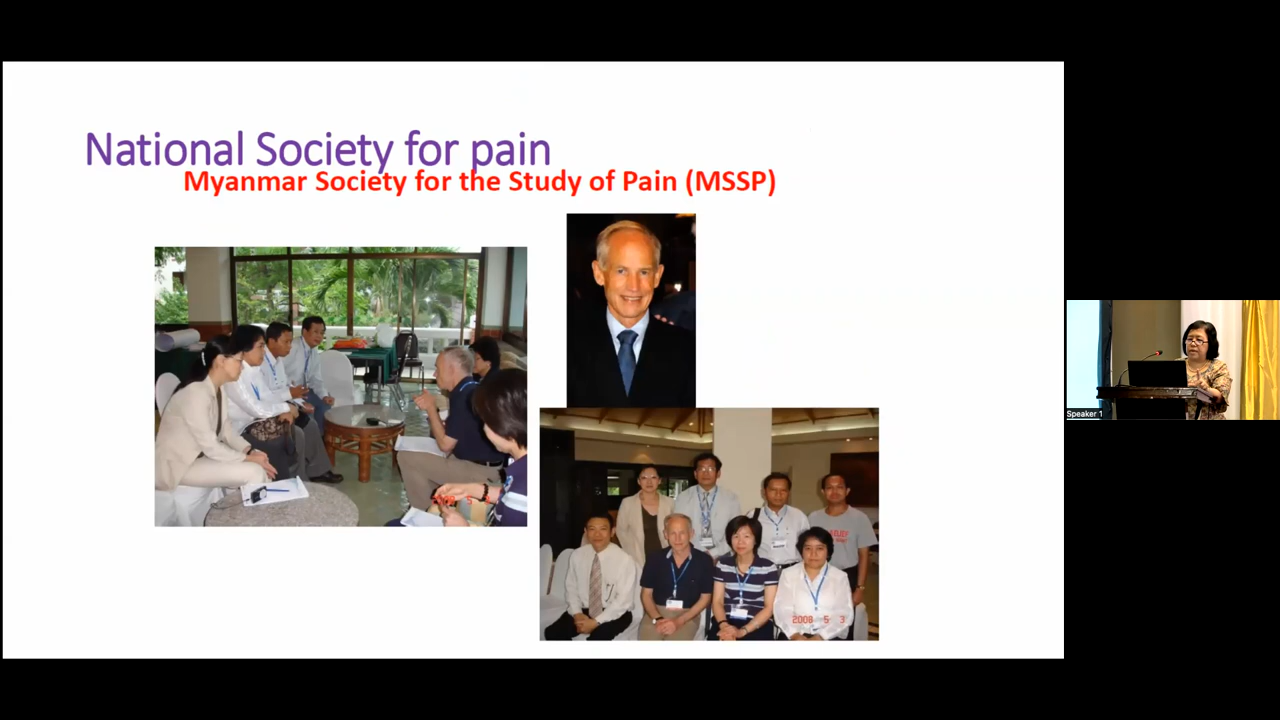 National Society for pain
Myanmar Society for the Study of Pain (MSSP)
2008 5 3
Speaker 1